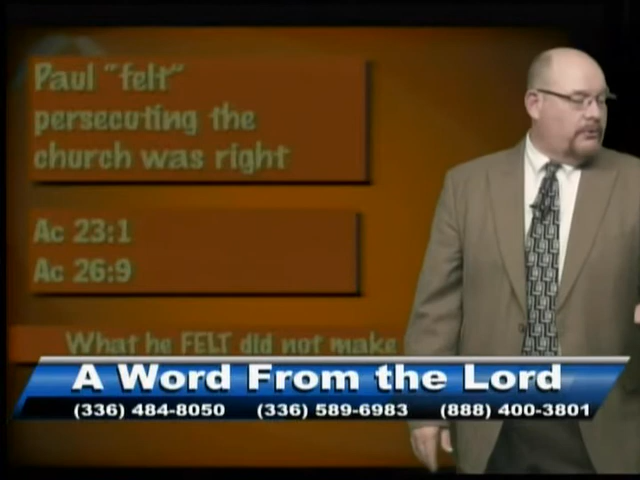 Paul "felt"
persecuting the
church was right
Ac 23:1
Ac 26:9
What he FELT did not make
A Word From the Lord
(336) 484-8050 (336) 589-6983 (888) 400-3801